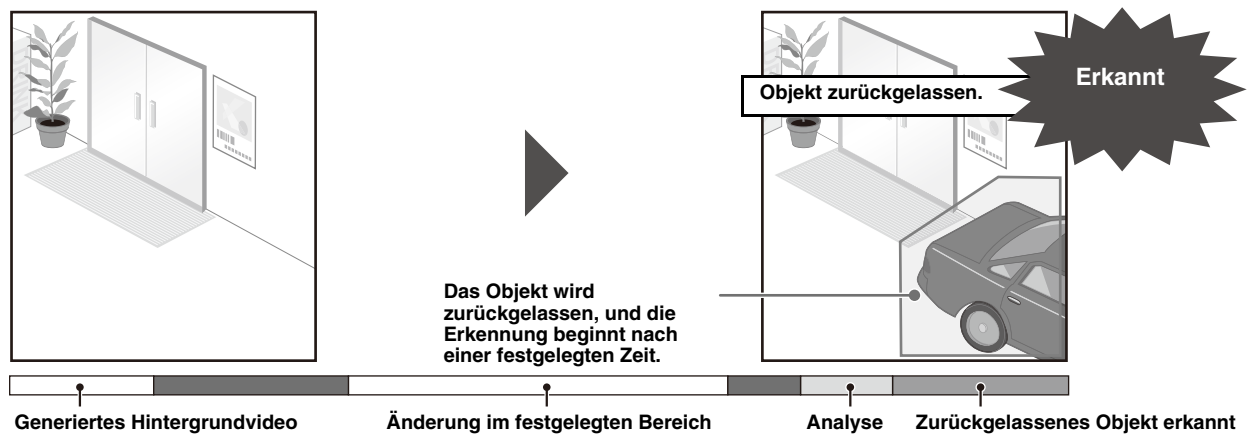 Erkannt
Objekt zurückgelassen.
Das Objekt wird
zurückgelassen, und die
Erkennung beginnt nach
einer festgelegten Zeit.
Generiertes Hintergrundvideo
Änderung im festgelegten Bereich
Analyse
Zurückgelassenes Objekt erkannt